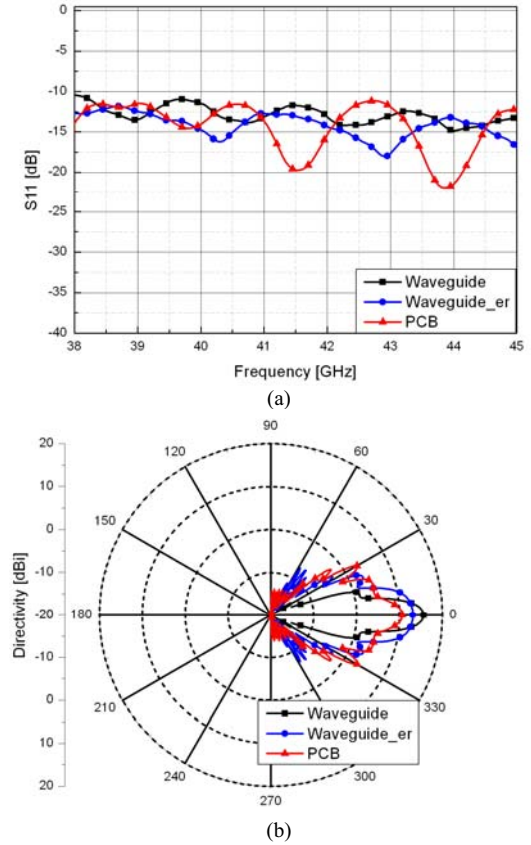 0
-5
-10
-15
-20
-25
-30
-35
-40
S11 [dB]
Waveguide
Waveguide_er
PCB
38 39 40 41 42 43 44 45
Frequency [GHz]
(a)
90
120 60
150 30
180 0
210 330
240 300
270
20
10
0
-10
-20
-10
0
10
20
Directivity [dBi]
Waveguide
Waveguide_er
PCB
(b)